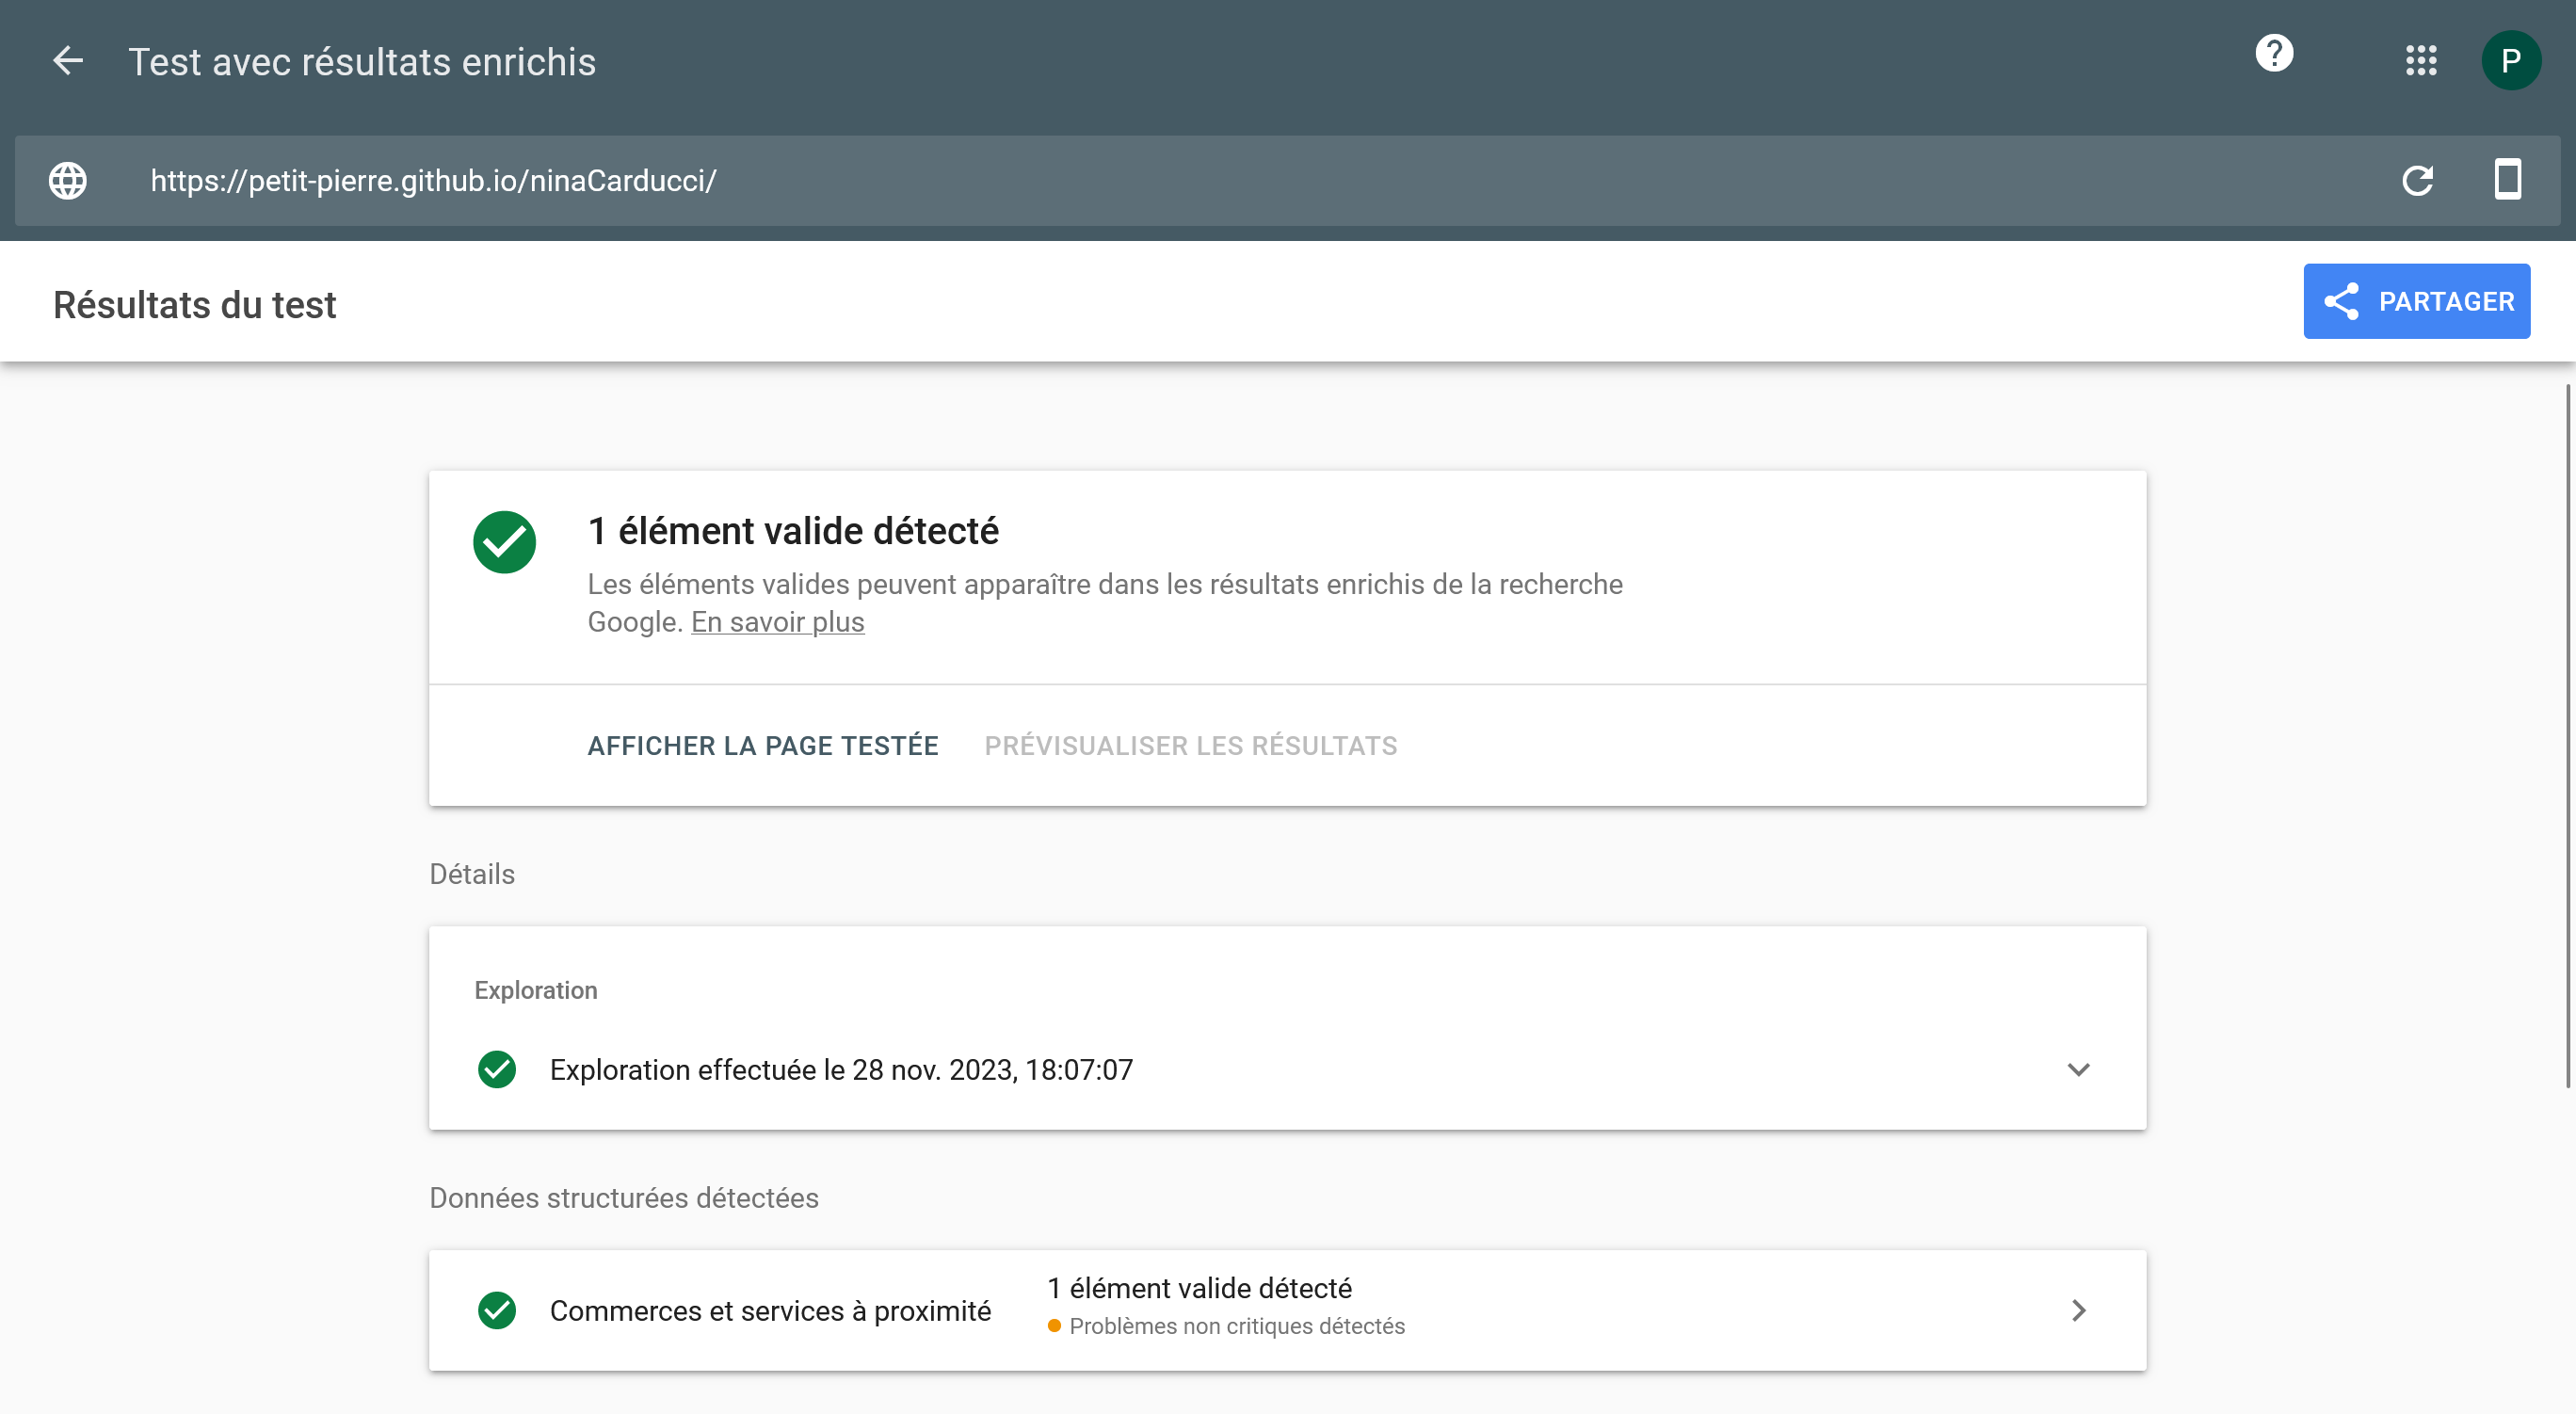 Test avec résultats enrichis
P
https://petit-pierre.github.io/ninaCarducci/
Résultats du test
PARTAGER
1 élément valide détecté
Les éléments valides peuvent apparaître dans les résultats enrichis de la recherche
Google. En savoir plus
AFFICHER LA PAGE TESTÉE PRÉVISUALISER LES RÉSULTATS
Détails
Exploration
Exploration effectuée le 28 nov. 2023, 18:07:07
Données structurées détectées
Commerces et services à proximité
1 élément valide détecté
Problèmes non critiques détectés